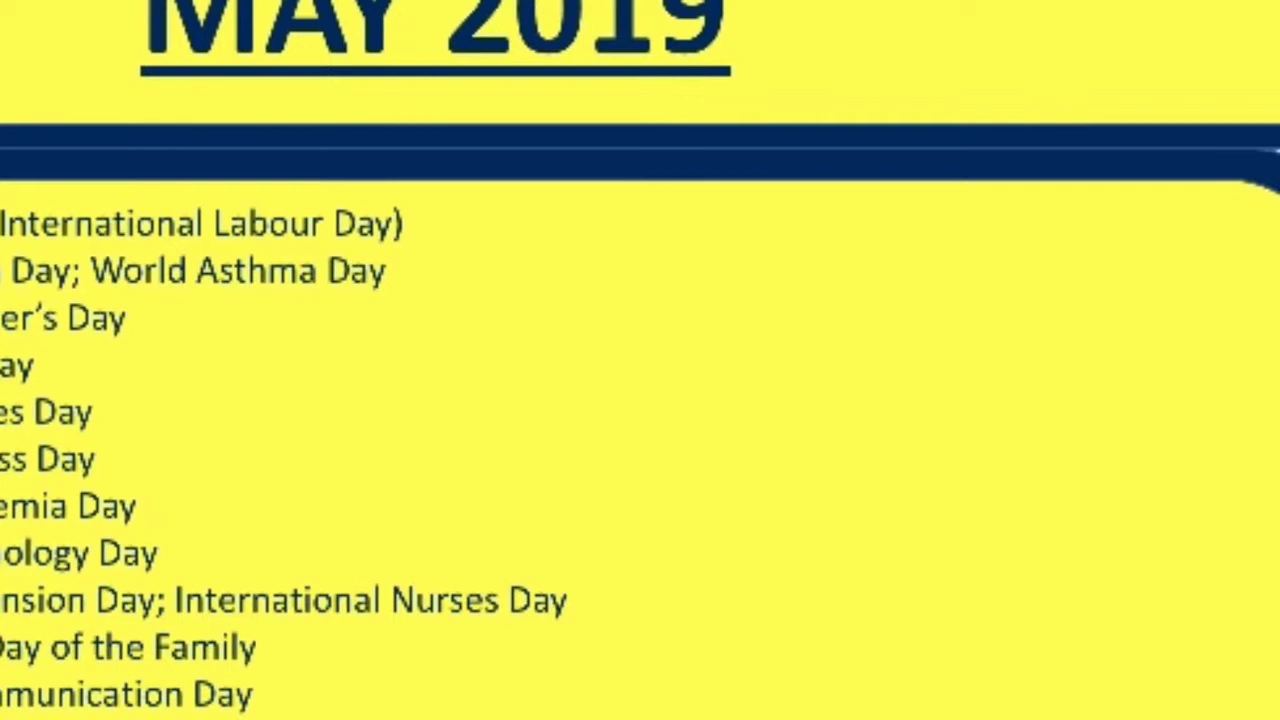 MAY 2019
International Labour Day)
Day; World Asthma Day
er’s Day
ay
es Day
ss Day
emia Day
ology Day
nsion Day; International Nurses Day
Day of the Family
munication Day